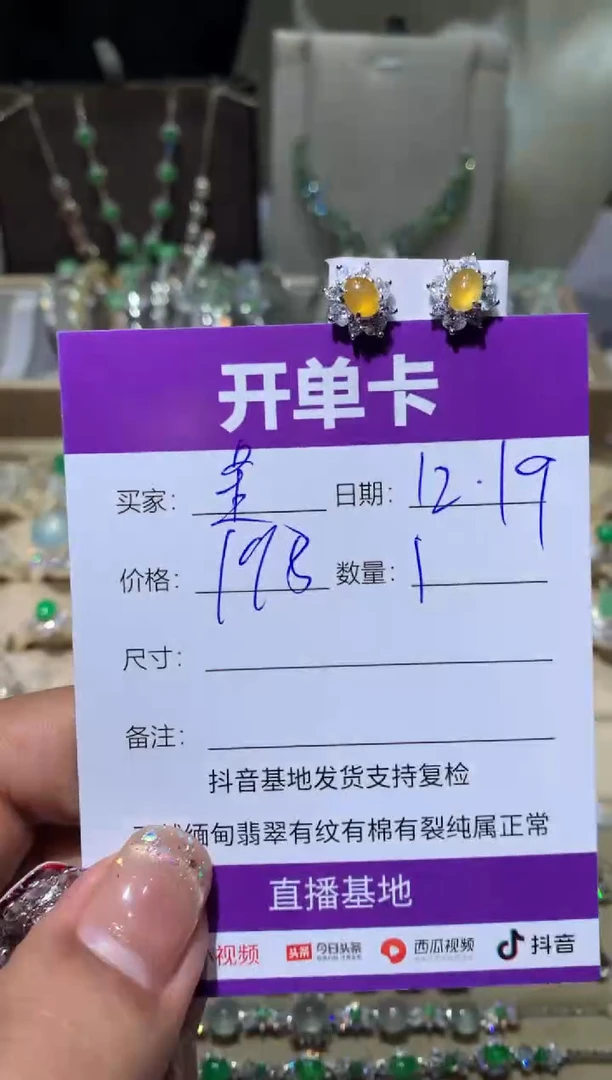 开单卡
买家： 日期：12.19
价格：198 数量：1
尺寸：
备注：
抖音基地发货支持复检
缅甸翡翠有纹有棉有裂纯属正常
直播基地
视频 头条 今日头条 西瓜视频 抖音